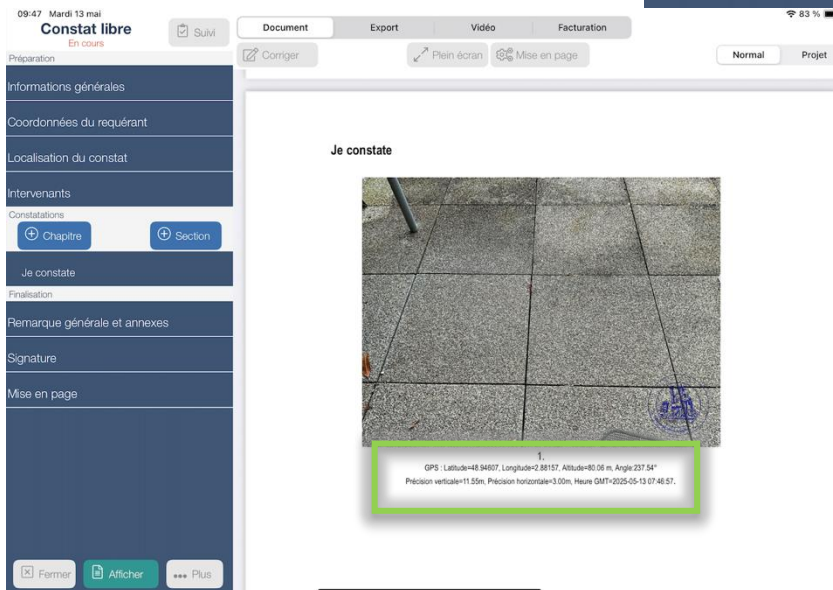 09:47 Mardi 13 mai
83 %
Constat libre
En cours
Suivi
Document Export Vidéo Facturation
Corriger Plein écran Mise en page
Normal Projet
Préparation
Informations générales
Coordonnées du requérant
Localisation du constat
Intervenants
Constatations
Chapitre Section
Je constate
Finalisation
Remarque générale et annexes
Signature
Mise en page
Fermer Afficher Plus
Je constate
1.
GPS : Latitude=48.94607, Longitude=2.88157, Altitude=80.06 m, Angle:237.54°
Précision verticale=11.55m, Précision horizontale=3.00m, Heure GMT=2025-05-13 07:46:57.